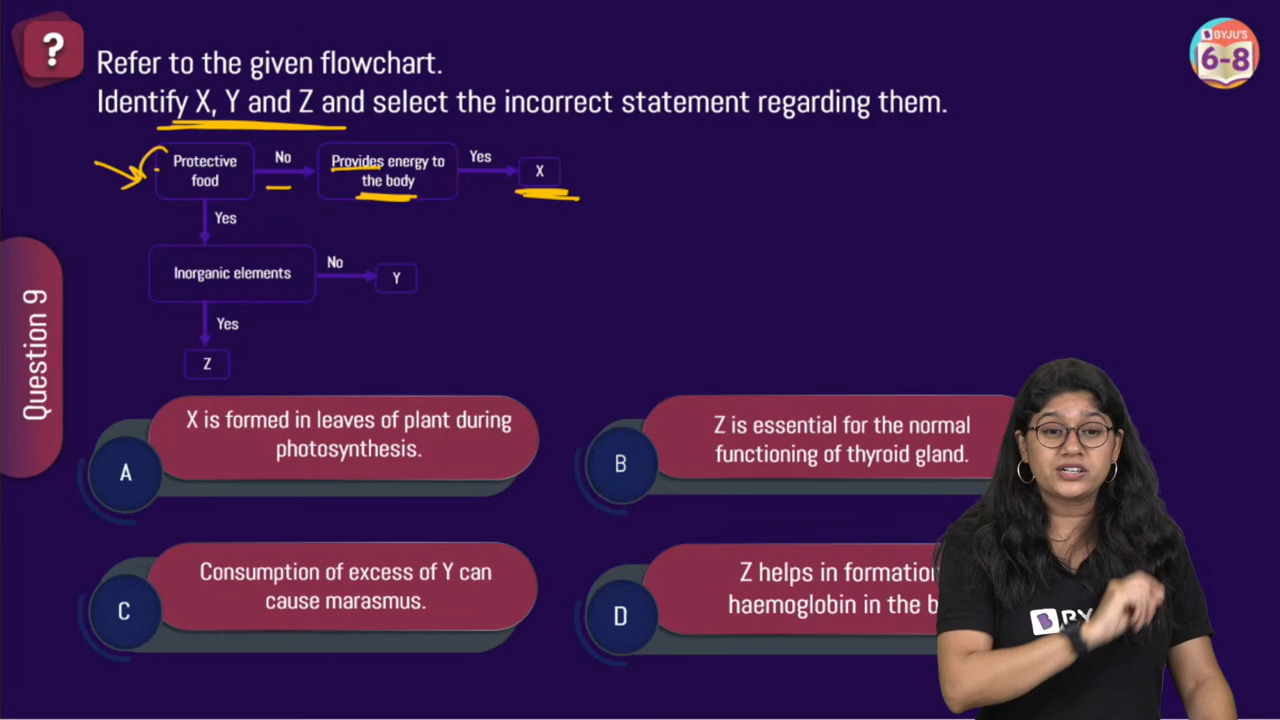 ?
BYJU'S
6-8
Refer to the given flowchart.
Identify X, Y and Z and select the incorrect statement regarding them.
Protective
food
No
Provides energy to
the body
Yes
X
Yes
Inorganic elements
No
Y
Yes
Z
Question 9
A
X is formed in leaves of plant during
photosynthesis.
B
Z is essential for the normal
functioning of thyroid gland.
C
Consumption of excess of Y can
cause marasmus.
D
Z helps in formation
haemoglobin in the